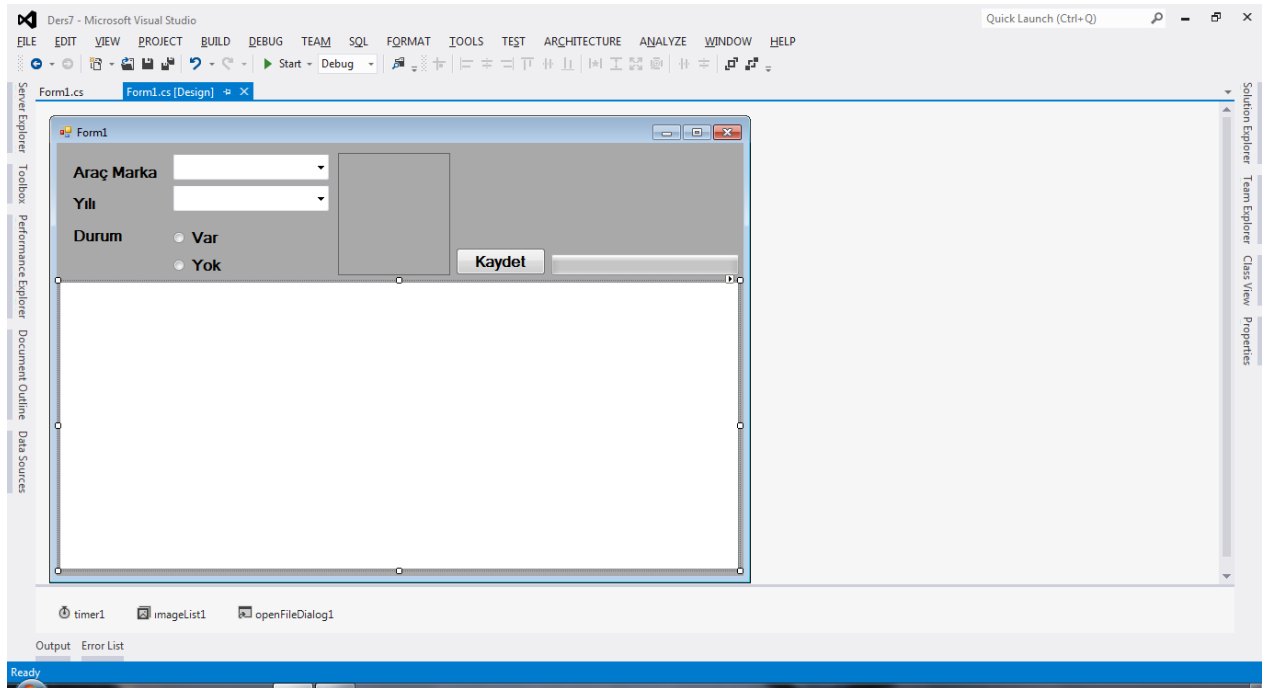 Ders7 - Microsoft Visual Studio
Quick Launch (Ctrl+Q)
FILE EDIT VIEW PROJECT BUILD DEBUG TEAM SQL FORMAT TOOLS TEST ARCHITECTURE ANALYZE WINDOW HELP
Start Debug
Form1.cs Form1.cs [Design]
Server Explorer
Toolbox
Performance Explorer
Document Outline
Data Sources
Form1
Araç Marka
Yılı
Durum
Var
Yok
Kaydet
Solution Explorer
Team Explorer
Class View
Properties
timer1 imageList1 openFileDialog1
Output Error List
Ready